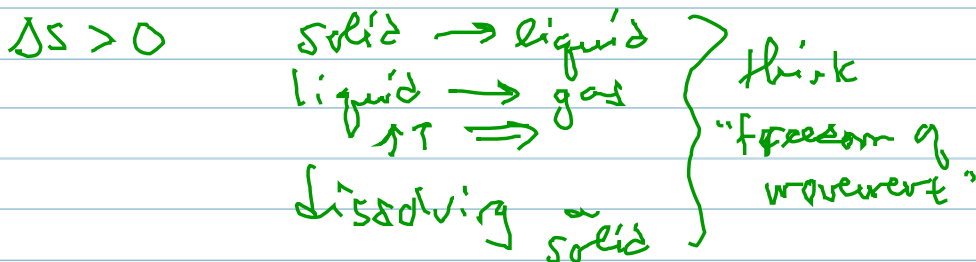 ΔS > 0 solid → liquid
liquid → gas
↑T ⇒
dissolving a solid
think
"freedom of
movement"